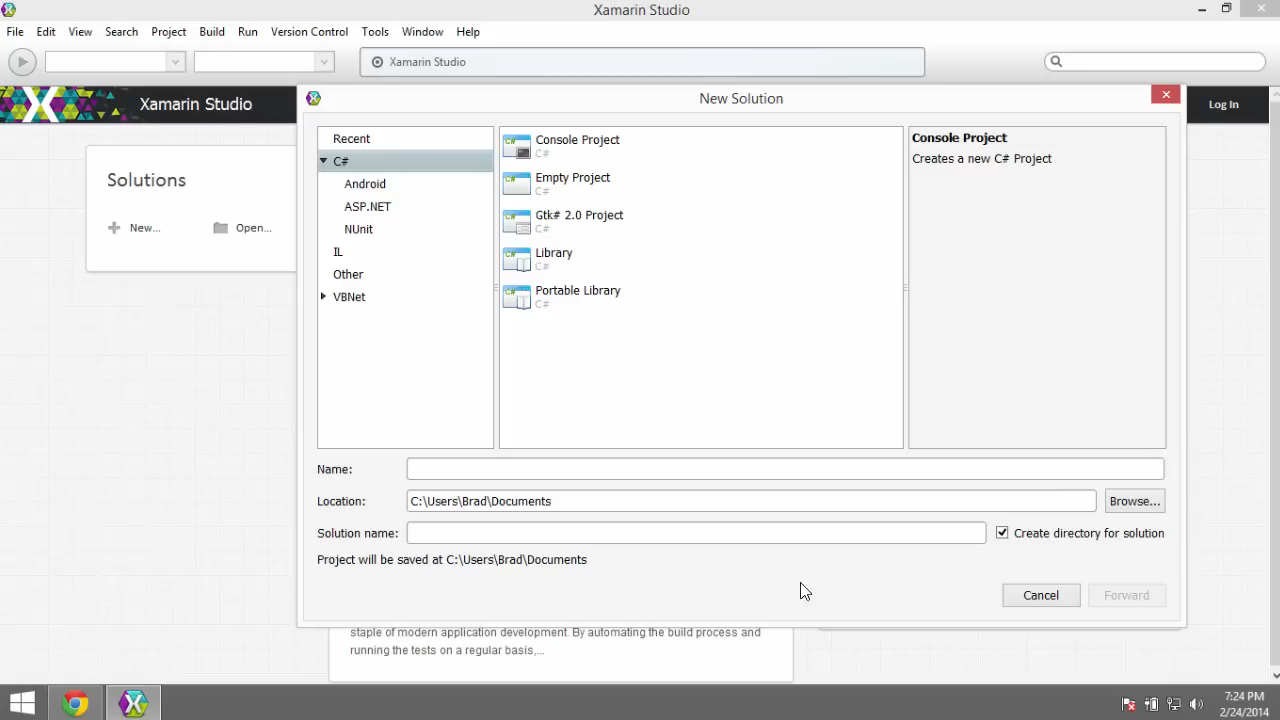 Xamarin Studio
File Edit View Search Project Build Run Version Control Tools Window Help
Xamarin Studio
Xamarin Studio
Log In
New Solution
Solutions
New...
Open...
Recent
C#
Android
ASP.NET
NUnit
IL
Other
VBNet
Console Project
C#
Empty Project
C#
Gtk# 2.0 Project
C#
Library
C#
Portable Library
C#
Console Project
Creates a new C# Project
Name:
Location: C:\Users\Brad\Documents Browse...
Solution name: Create directory for solution
Project will be saved at C:\Users\Brad\Documents
Cancel Forward
staple of modern application development. By automating the build process and
running the tests on a regular basis,...
7:24 PM
2/24/2014